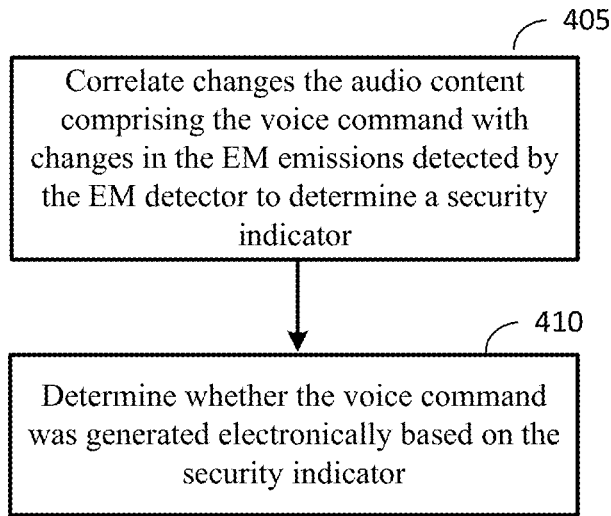 405
Correlate changes the audio content
comprising the voice command with
changes in the EM emissions detected by
the EM detector to determine a security
indicator
410
Determine whether the voice command
was generated electronically based on the
security indicator